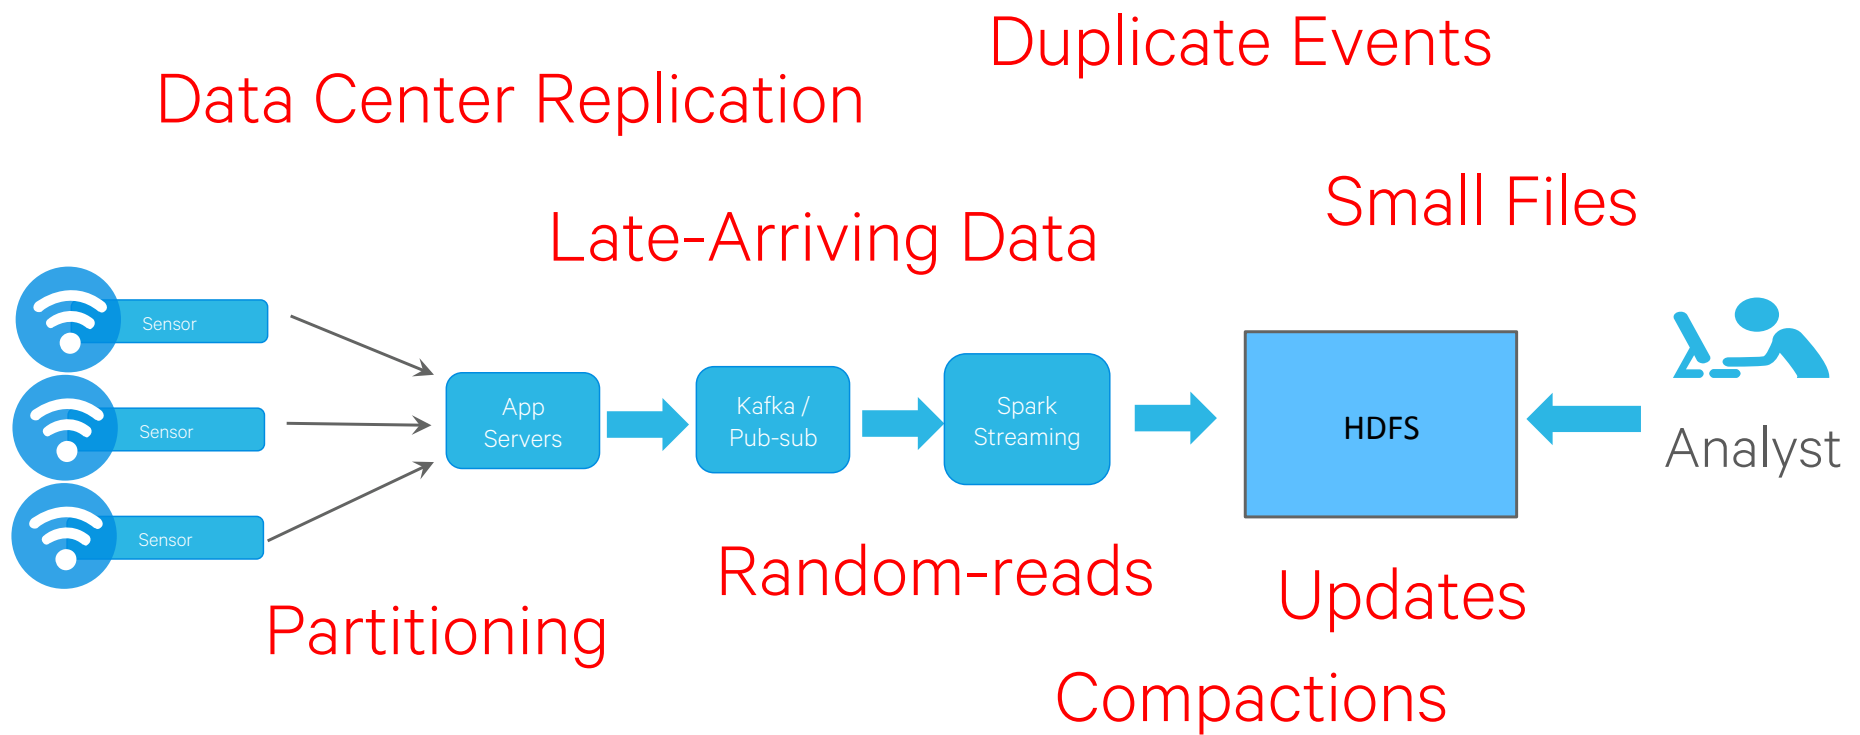 Duplicate Events
Data Center Replication
Small Files
Late-Arriving Data
Sensor
Sensor
Sensor
App
Servers
Kafka /
Pub-sub
Spark
Streaming
HDFS
Analyst
Random-reads
Updates
Partitioning
Compactions